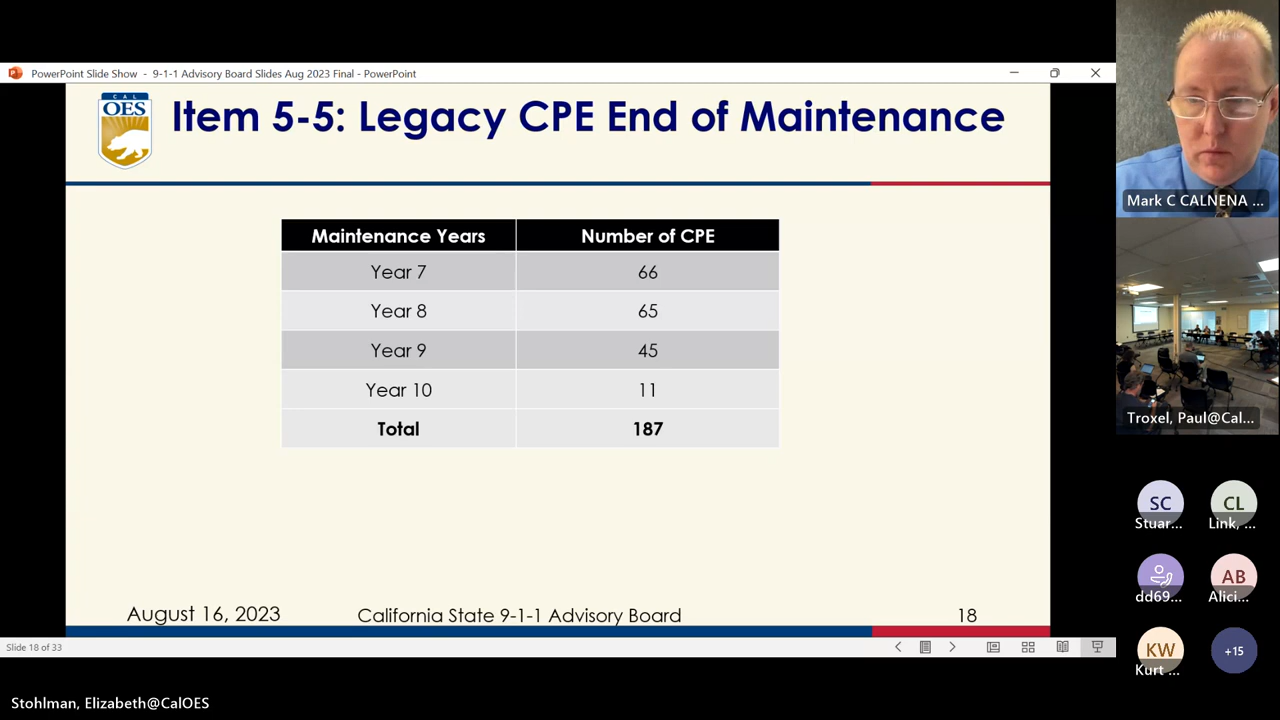 PowerPoint Slide Show - 9-1-1 Advisory Board Slides Aug 2023 Final - PowerPoint
CAL
OES
Item 5-5: Legacy CPE End of Maintenance
Maintenance Years Number of CPE
Year 7 66
Year 8 65
Year 9 45
Year 10 11
Total 187
August 16, 2023 California State 9-1-1 Advisory Board 18
Slide 18 of 33
Mark C CALNENA ...
Troxel, Paul@Cal...
SC CL
Stuar... Link, ...
AB
dd69... Alici...
KW +15
Kurt ...
Stohlman, Elizabeth@CalOES